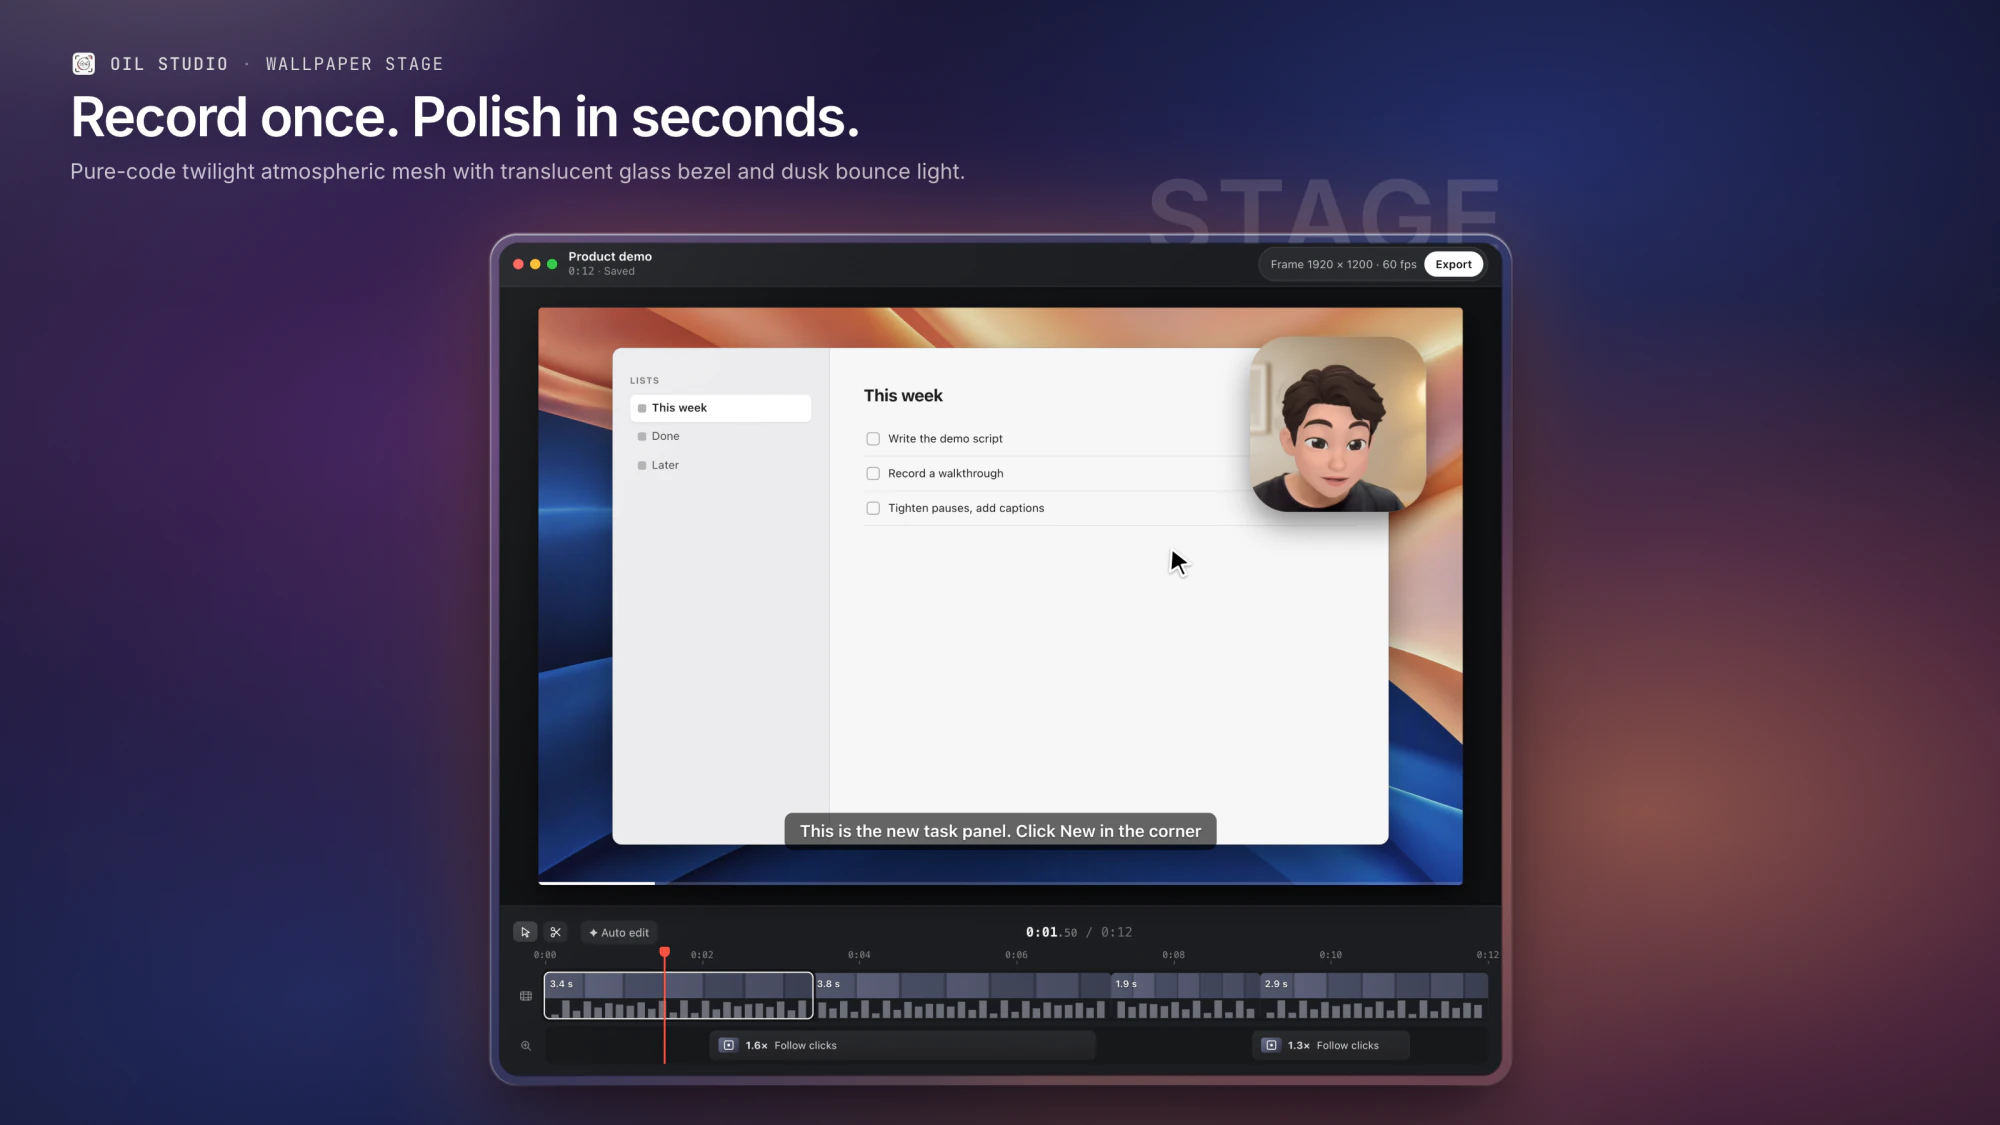 OIL STUDIO · WALLPAPER STAGE
Record once. Polish in seconds.
Pure-code twilight atmospheric mesh with translucent glass bezel and dusk bounce light.
STAGE
Product demo
0:12 · Saved
Frame 1920 × 1200 · 60 fps
Export
LISTS
This week
Done
Later
This week
Write the demo script
Record a walkthrough
Tighten pauses, add captions
This is the new task panel. Click New in the corner
Auto edit
0:01.50 / 0:12
0:00 0:02 0:04 0:06 0:08 0:10 0:12
3.4 s 3.8 s 1.9 s 2.9 s
1.6× Follow clicks
1.3× Follow clicks